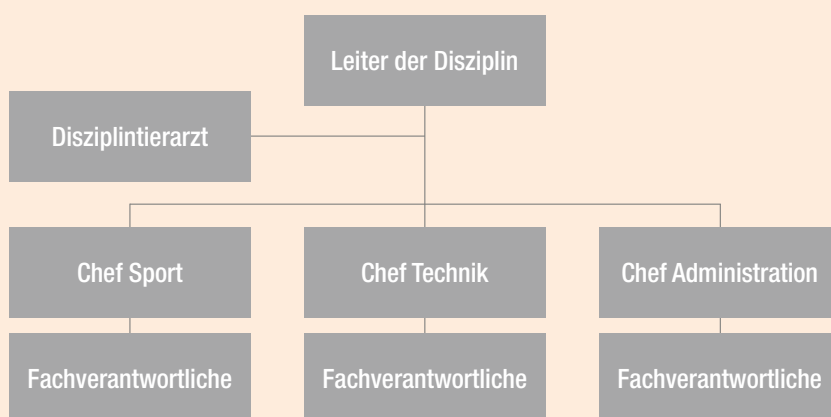 Leiter der Disziplin
Disziplintierarzt
Chef Sport
Chef Technik
Chef Administration
Fachverantwortliche
Fachverantwortliche
Fachverantwortliche